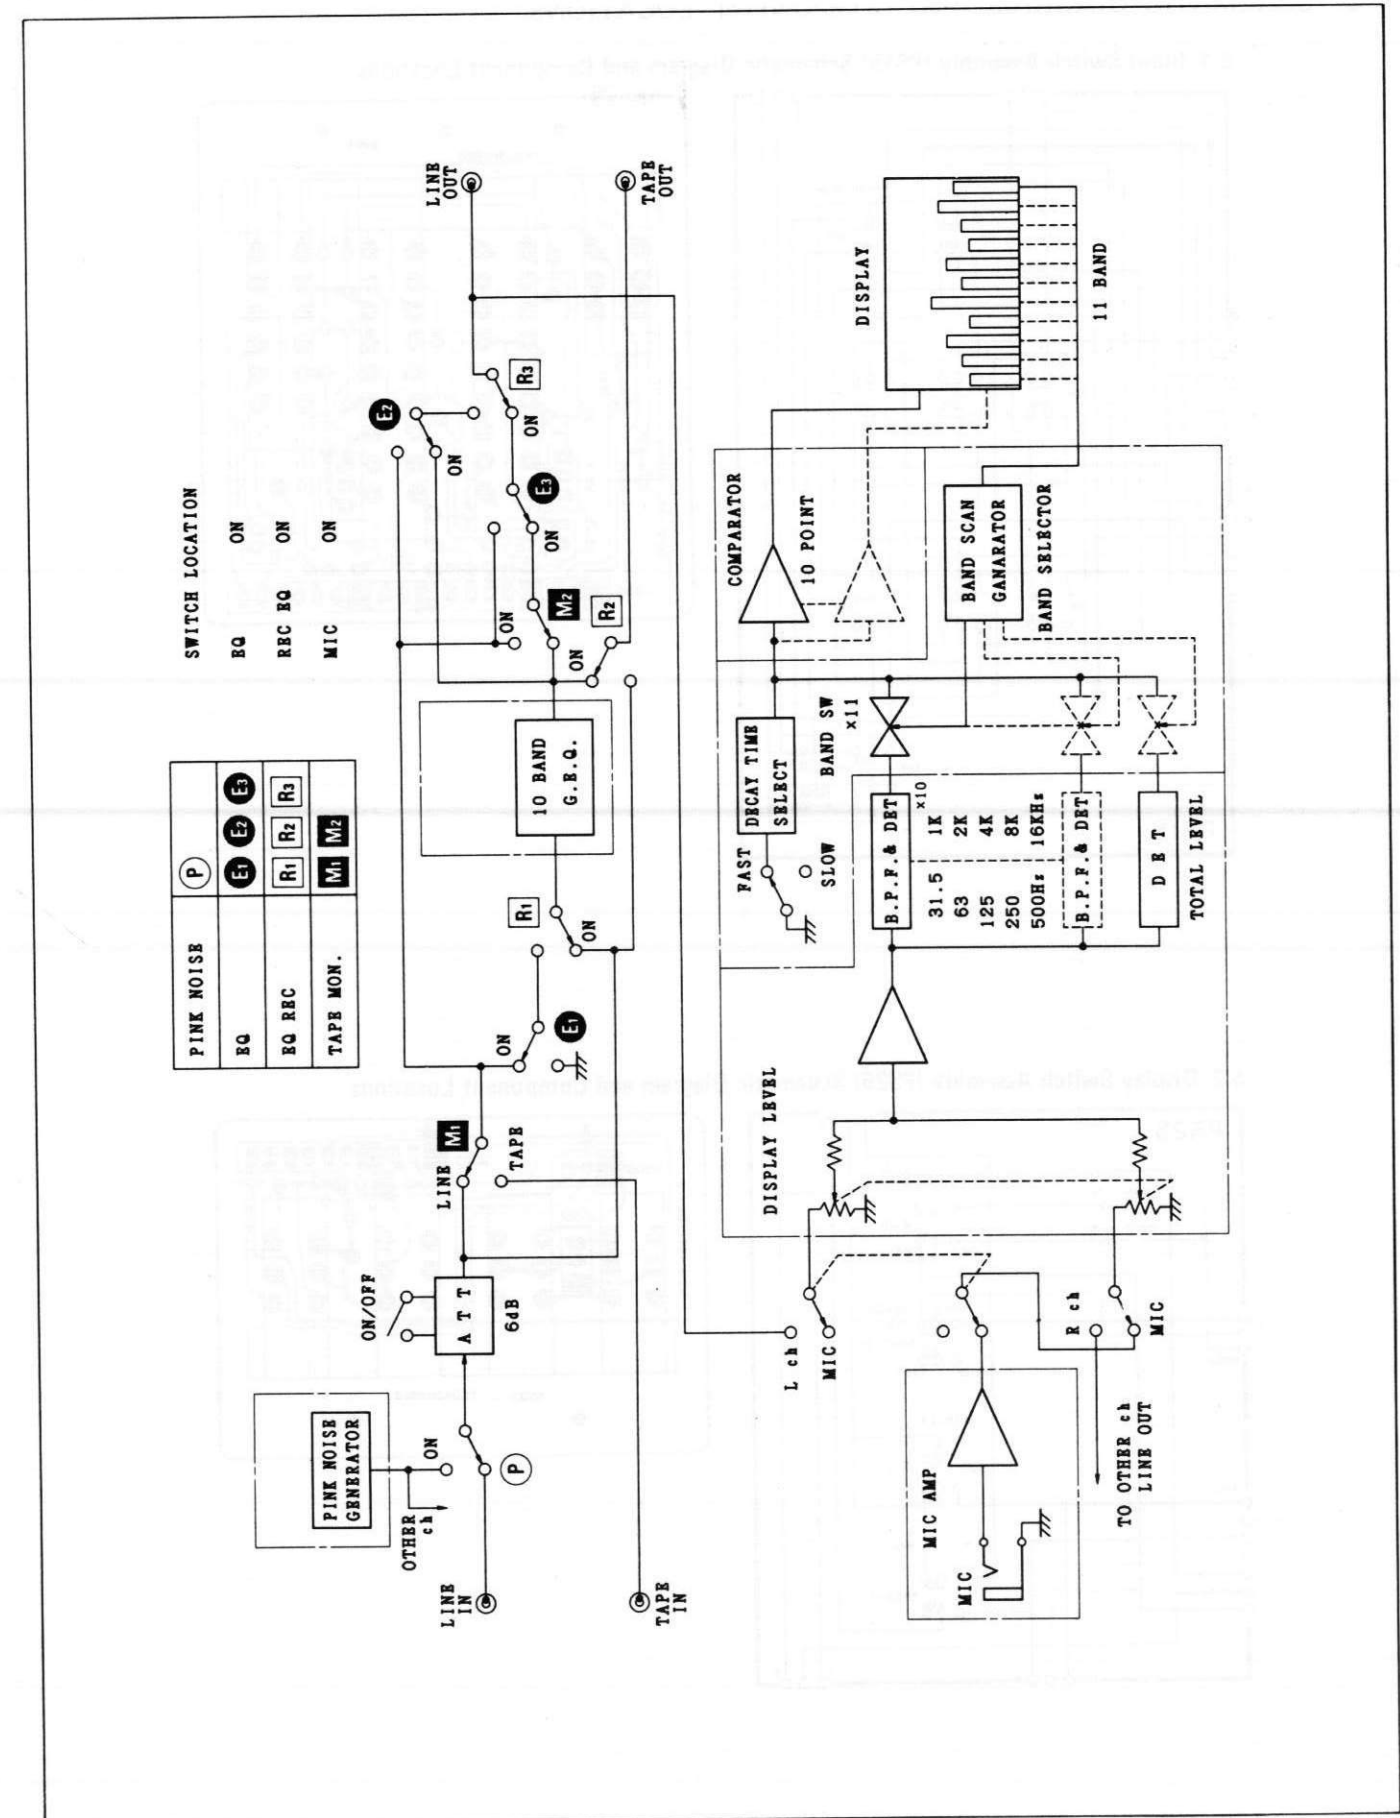 PINK NOISE P
EQ E1 E2 E3
EQ REC R1 R2 R3
TAPE MON. M1 M2
SWITCH LOCATION
EQ ON
REC EQ ON
MIC ON
PINK NOISE
GENERATOR
OTHER
ch
ON
P
LINE
IN
TAPE
IN
ON/OFF
A T T
6dB
LINE
M1
TAPE
ON
E1
R1
ON
10 BAND
G.E.Q.
ON
M2
ON
R2
E3
ON
E2
ON
R3
ON
LINE
OUT
TAPE
OUT
L ch
MIC
R ch
MIC
MIC AMP
MIC
TO OTHER ch
LINE OUT
DISPLAY LEVEL
FAST
SLOW
DECAY TIME
SELECT
BAND SW
x11
B.P.F.& DET
x10
31.5 1K
63 2K
125 4K
250 8K
500Hz 16KHz
B.P.F.& DET
D E T
TOTAL LEVEL
COMPARATOR
10 POINT
BAND SCAN
GANARATOR
BAND SELECTOR
DISPLAY
11 BAND